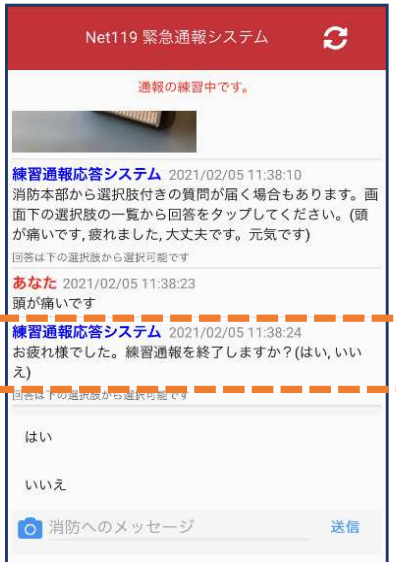 Net119 緊急通報システム
通報の練習中です。
練習通報応答システム 2021/02/05 11:38:10
消防本部から選択肢付きの質問が届く場合もあります。画
面下の選択肢の一覧から回答をタップしてください。(頭
が痛いです,疲れました,大丈夫です。元気です)
回答は下の選択肢から選択可能です
あなた 2021/02/05 11:38:23
頭が痛いです
練習通報応答システム 2021/02/05 11:38:24
お疲れ様でした。練習通報を終了しますか？(はい,いい
え)
回答は下の選択肢から選択可能です
はい
いいえ
消防へのメッセージ 送信